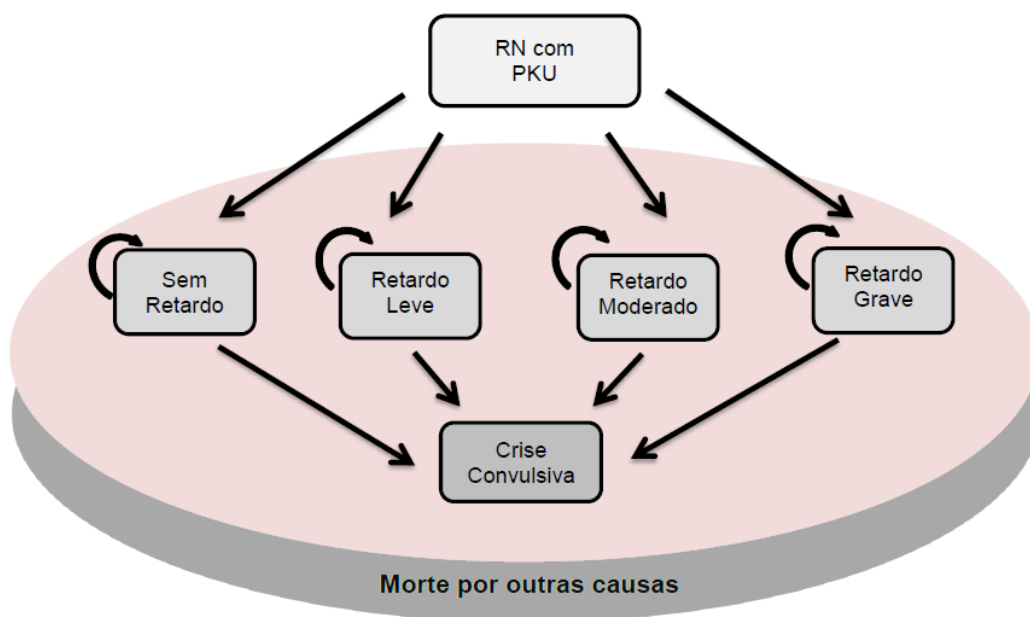 RN com
PKU
Sem
Retardo
Retardo
Leve
Retardo
Moderado
Retardo
Grave
Crise
Convulsiva
Morte por outras causas